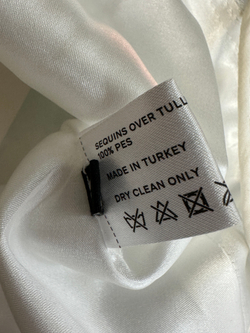 SEQUINS OVER TULL
100% PES
MADE IN TURKEY
DRY CLEAN ONLY